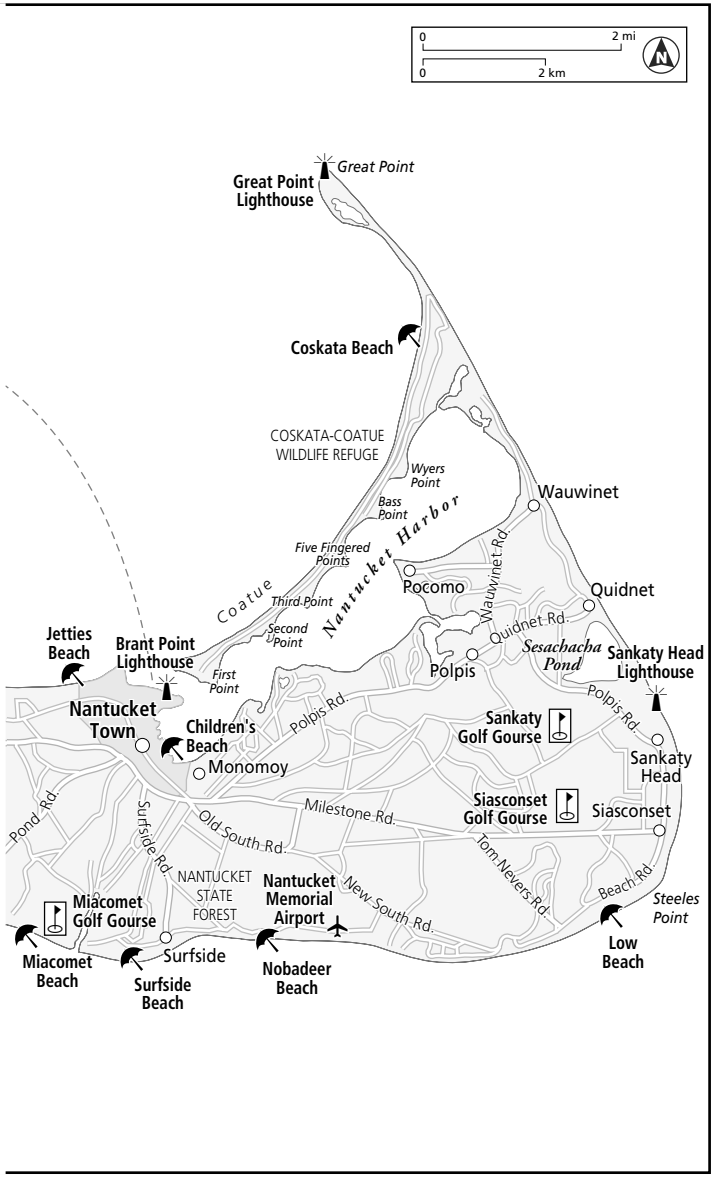 0
2 mi
N
0
2 km
Great Point
Great Point
Lighthouse
Coskata Beach
COSKATA-COATUE
WILDLIFE REFUGE
Wyers
Point
Bass
Point
Nantucket Harbor
Wauwinet
Five Fingered
Points
Wauwinet Rd.
Pocomo
Coatue
Third Point
Quidnet
Second
Point
Quidnet Rd.
Jetties
Beach
Brant Point
Lighthouse
Sesachacha
Pond
Sankaty Head
Lighthouse
Polpis
First
Point
Nantucket
Town
Polpis Rd.
Polpis Rd.
Children's
Beach
Sankaty
Golf Gourse
Sankaty
Head
Monomoy
Siasconset
Golf Gourse
Siasconset
Milestone Rd.
Pond Rd.
Surfside Rd.
Old South Rd.
Tom Nevers Rd.
NANTUCKET
STATE
FOREST
Nantucket
Memorial
Airport
New South Rd.
Beach Rd.
Steeles
Point
Miacomet
Golf Gourse
Low
Beach
Surfside
Miacomet
Beach
Surfside
Beach
Nobadeer
Beach